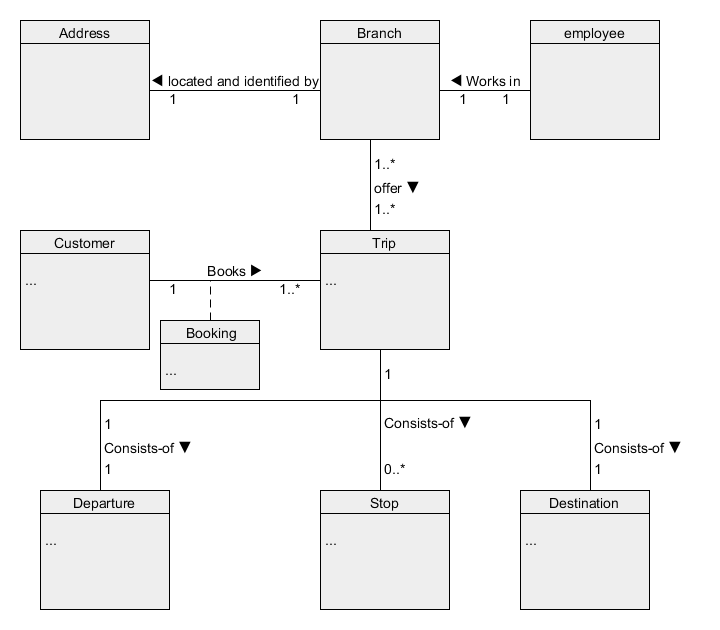 Address
Branch
employee
◀ located and identified by
1
1
◀ Works in
1
1
1..*
offer ▼
1..*
Customer
...
Books ▶
1
1..*
Trip
...
Booking
...
1
1
Consists-of ▼
1
Consists-of ▼
0..*
1
Consists-of ▼
1
Departure
...
Stop
...
Destination
...